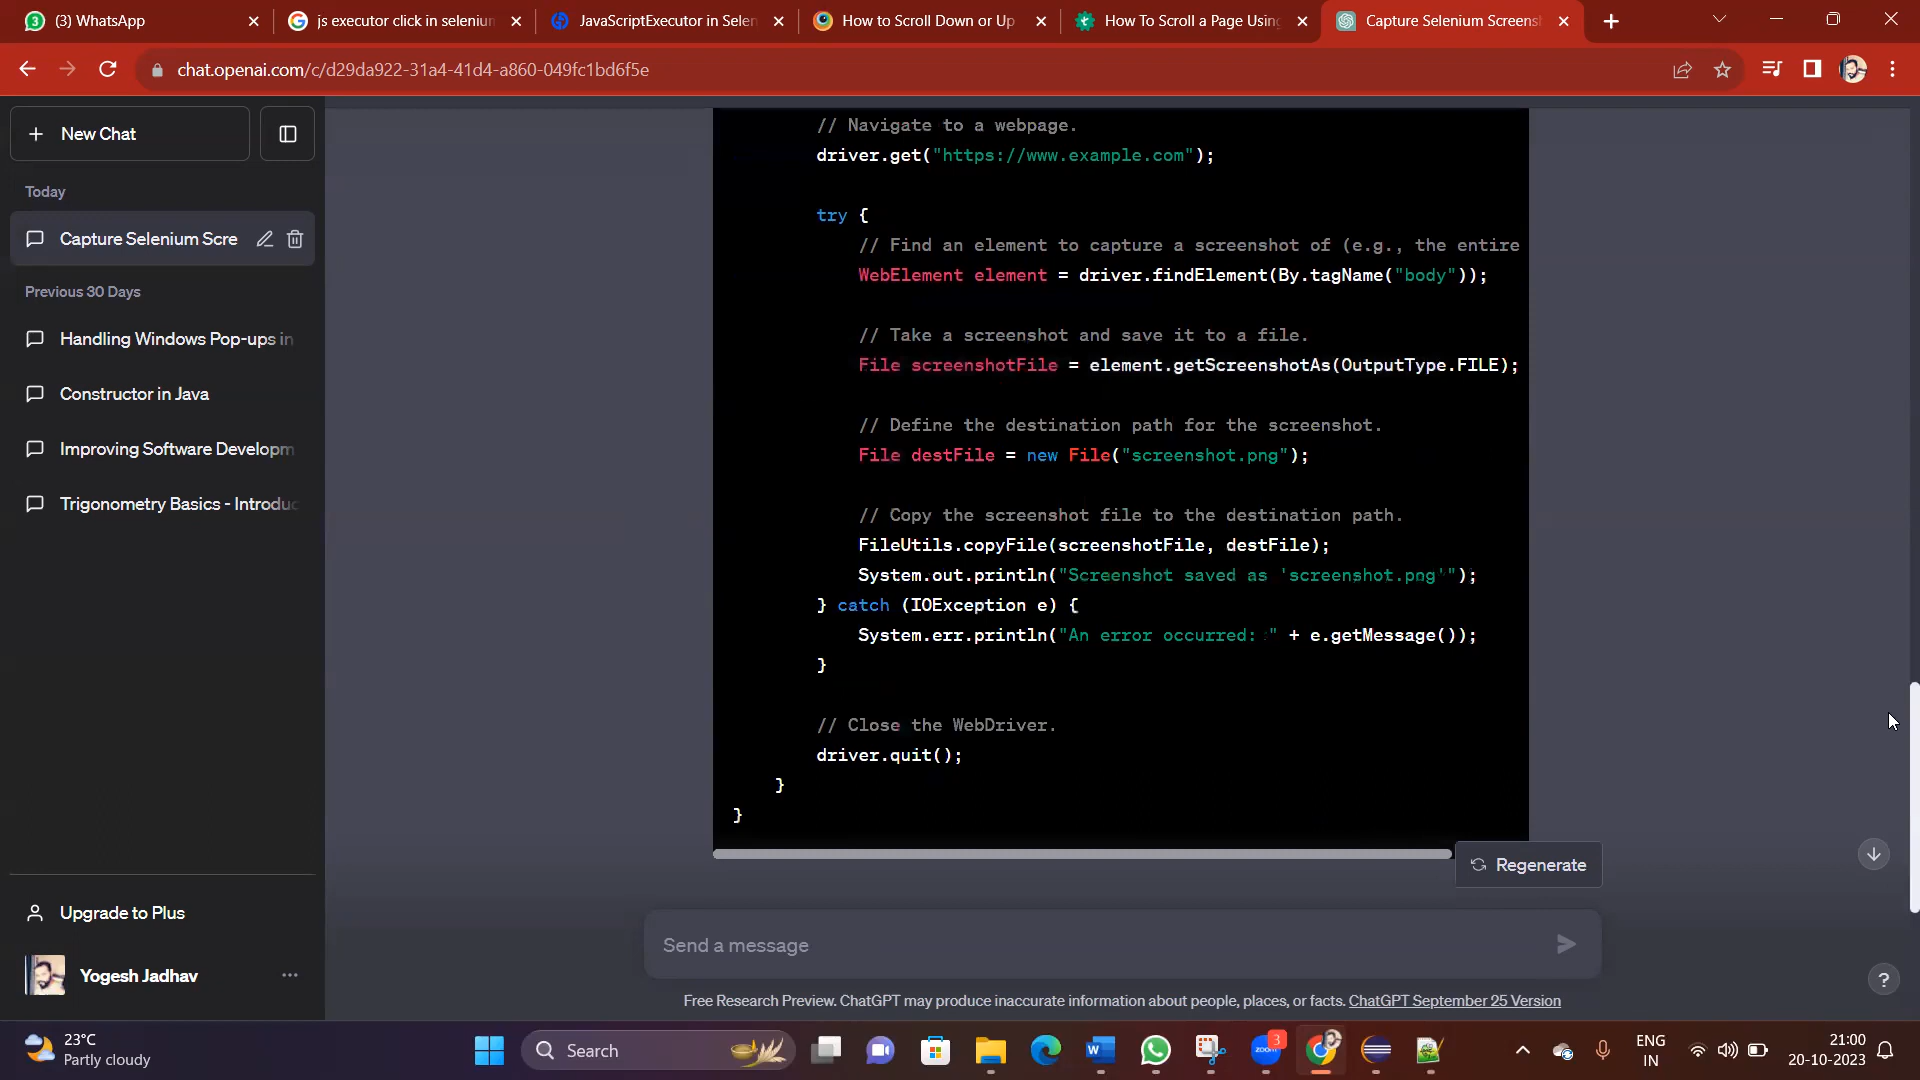 (3) WhatsApp
js executor click in selenium
JavaScriptExecutor in Selen
How to Scroll Down or Up
How To Scroll a Page Using
Capture Selenium Screensh
chat.openai.com/c/d29da922-31a4-41d4-a860-049fc1bd6f5e
New Chat
Today
Capture Selenium Scre
Previous 30 Days
Handling Windows Pop-ups in
Constructor in Java
Improving Software Developm
Trigonometry Basics - Introduc
Upgrade to Plus
Yogesh Jadhav
// Navigate to a webpage.
driver.get("https://www.example.com");
try {
// Find an element to capture a screenshot of (e.g., the entire
WebElement element = driver.findElement(By.tagName("body"));
// Take a screenshot and save it to a file.
File screenshotFile = element.getScreenshotAs(OutputType.FILE);
// Define the destination path for the screenshot.
File destFile = new File("screenshot.png");
// Copy the screenshot file to the destination path.
FileUtils.copyFile(screenshotFile, destFile);
System.out.println("Screenshot saved as 'screenshot.png'");
} catch (IOException e) {
System.err.println("An error occurred: " + e.getMessage());
}
// Close the WebDriver.
driver.quit();
}
}
Regenerate
Send a message
?
Free Research Preview. ChatGPT may produce inaccurate information about people, places, or facts. ChatGPT September 25 Version
23°C
Partly cloudy
Search
zoom
3
ENG
IN
21:00
20-10-2023